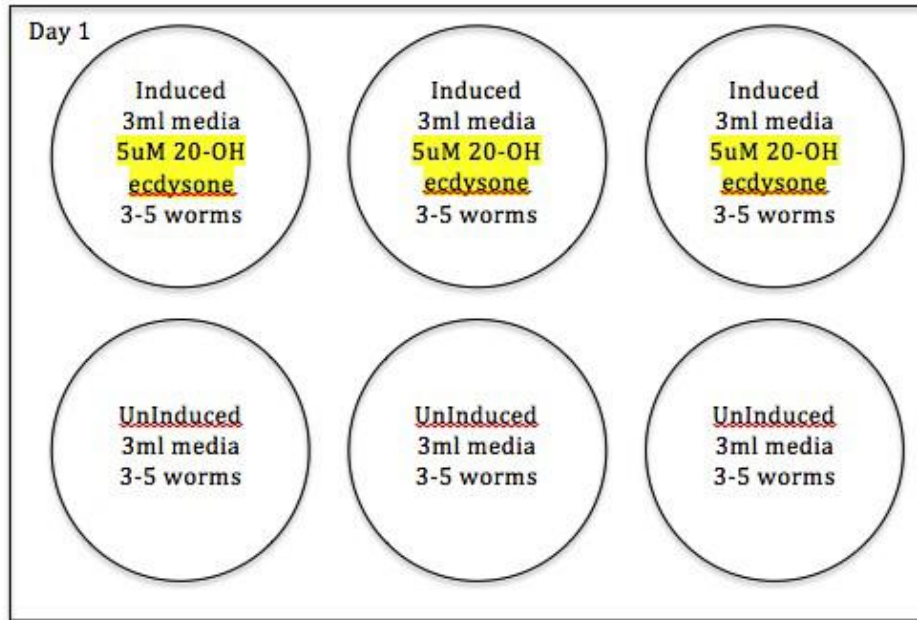 Day 1
Induced
3ml media
5uM 20-OH
ecdysone
3-5 worms
Induced
3ml media
5uM 20-OH
ecdysone
3-5 worms
Induced
3ml media
5uM 20-OH
ecdysone
3-5 worms
UnInduced
3ml media
3-5 worms
UnInduced
3ml media
3-5 worms
UnInduced
3ml media
3-5 worms